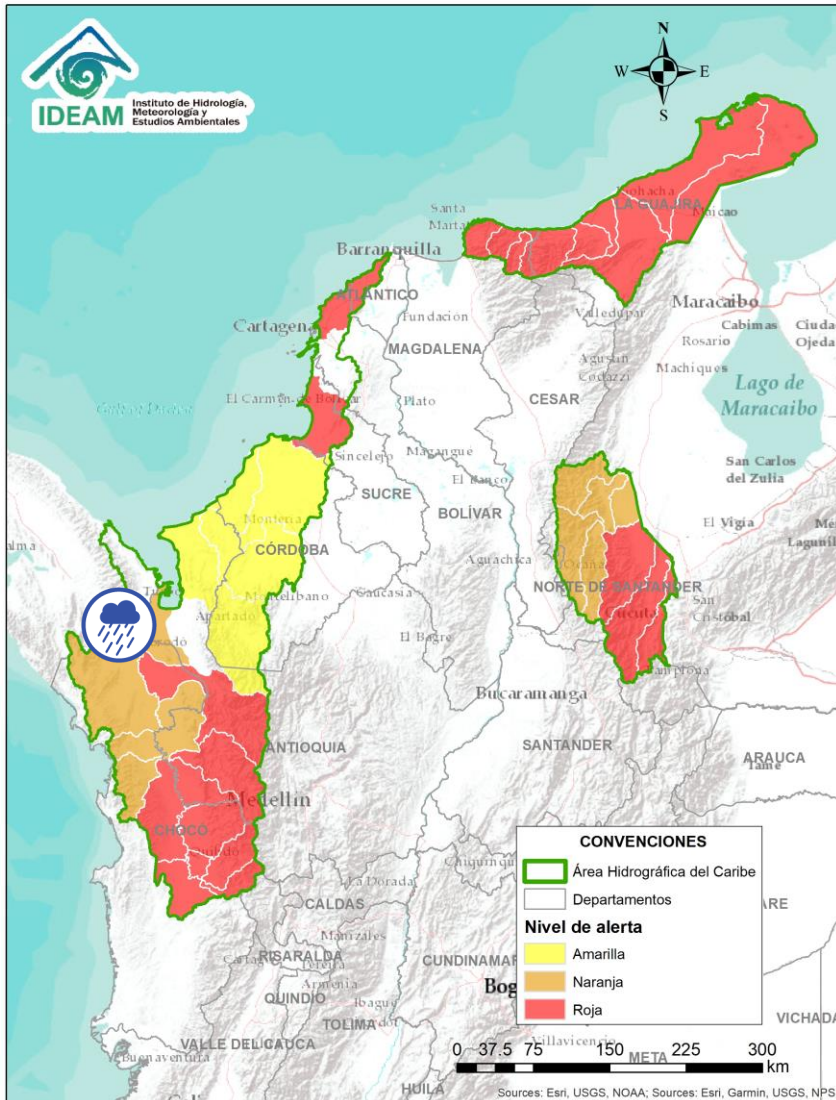 IDEAM
Instituto de Hidrología,
Meteorología y
Estudios Ambientales
N
W
E
S
LA GUAJIRA
Maicao
Santa
Marta
Barranquilla
ATLÁNTICO
Cartagena
Fundación
Valledupar
Maracaibo
Cabimas
Ciudad
Ojeda
Rosario
MAGDALENA
Agustín
Codazzi
Machiques
Lago de
Maracaibo
CESAR
El Carmen de Bolívar
Plato
Sincelejo
Magangué
San Carlos
del Zulia
El Banco
SUCRE
BOLÍVAR
Montería
CÓRDOBA
El Vigía
Aguachica
Ocaña
NORTE DE SANTANDER
Montelíbano
Caucasia
Apartadó
San
Cristóbal
Cúcuta
El Bagre
Pamplona
Bucaramanga
SANTANDER
ARAUCA
Tame
ANTIOQUIA
Medellín
CHOCÓ
Quibdó
La Dorada
CALDAS
Manizales
RISARALDA
Pereira
Armenia
QUINDÍO
Ibagué
TOLIMA
VALLE DEL CAUCA
Buenaventura
Villavicencio
META
VICHADA
HUILA
CONVENCIONES
Área Hidrográfica del Caribe
Departamentos
Nivel de alerta
Amarilla
Naranja
Roja
0 37.5 75 150 225 300
km
Sources: Esri, USGS, NOAA; Sources: Esri, Garmin, USGS, NPS